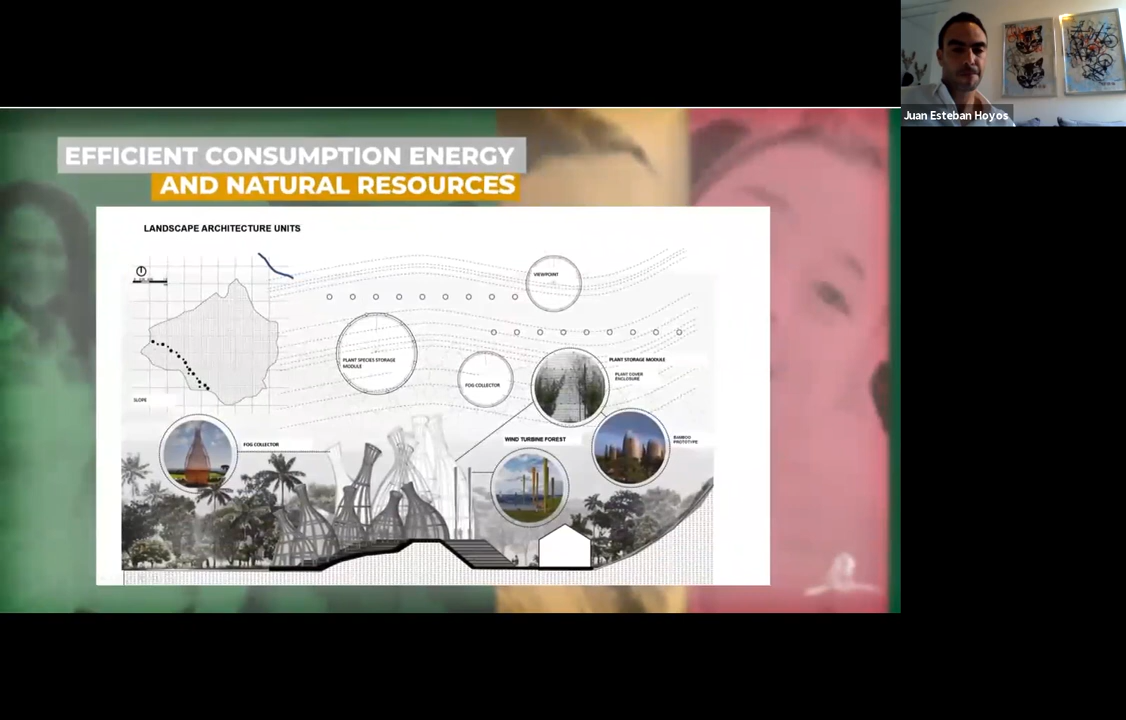 Juan Esteban Hoyos
EFFICIENT CONSUMPTION ENERGY
AND NATURAL RESOURCES
LANDSCAPE ARCHITECTURE UNITS
VIEWPOINT
PLANT SPECIES STORAGE
MODULE
FOG COLLECTOR
PLANT STORAGE MODULE
PLANT COVER
ENCLOSURE
SLOPE
FOG COLLECTOR
WIND TURBINE FOREST
BAMBOO
PROTOTYPE